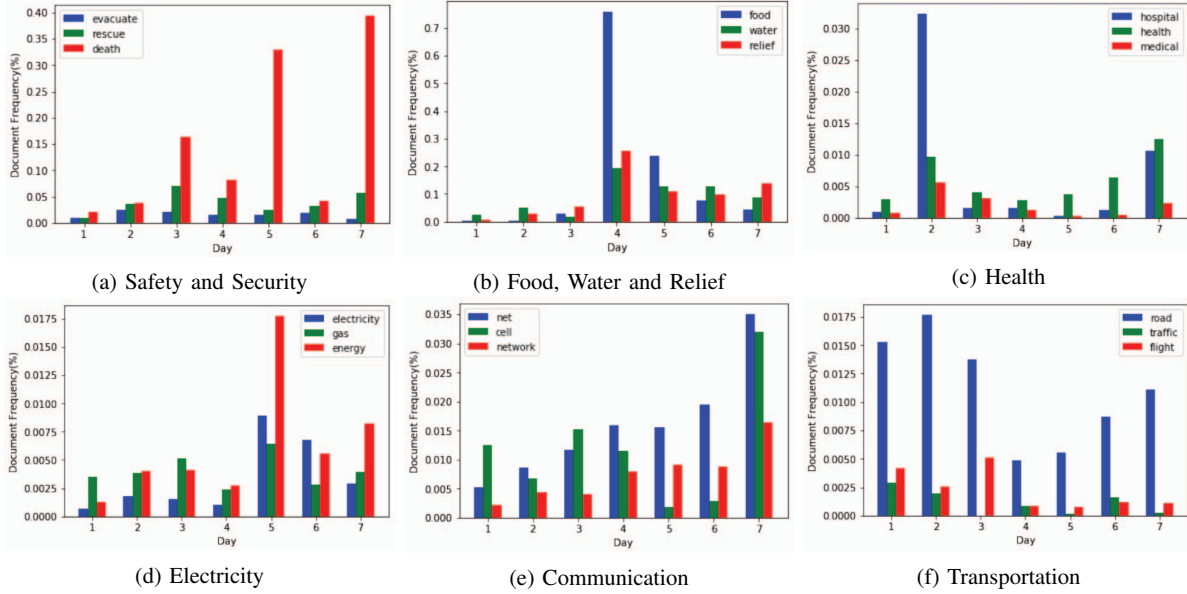 0.40
0.35
0.30
0.25
0.20
0.15
0.10
0.05
0.00
Document Frequency(%)
evacuate
rescue
death
1 2 3 4 5 6 7
Day
(a) Safety and Security
0.7
0.6
0.5
0.4
0.3
0.2
0.1
0.0
Document Frequency(%)
food
water
relief
1 2 3 4 5 6 7
Day
(b) Food, Water and Relief
0.030
0.025
0.020
0.015
0.010
0.005
0.000
Document Frequency(%)
hospital
health
medical
1 2 3 4 5 6 7
Day
(c) Health
0.0175
0.0150
0.0125
0.0100
0.0075
0.0050
0.0025
0.0000
Document Frequency(%)
electricity
gas
energy
1 2 3 4 5 6 7
Day
(d) Electricity
0.035
0.030
0.025
0.020
0.015
0.010
0.005
0.000
Document Frequency(%)
net
cell
network
1 2 3 4 5 6 7
Day
(e) Communication
0.0175
0.0150
0.0125
0.0100
0.0075
0.0050
0.0025
0.0000
Document Frequency(%)
road
traffic
flight
1 2 3 4 5 6 7
Day
(f) Transportation